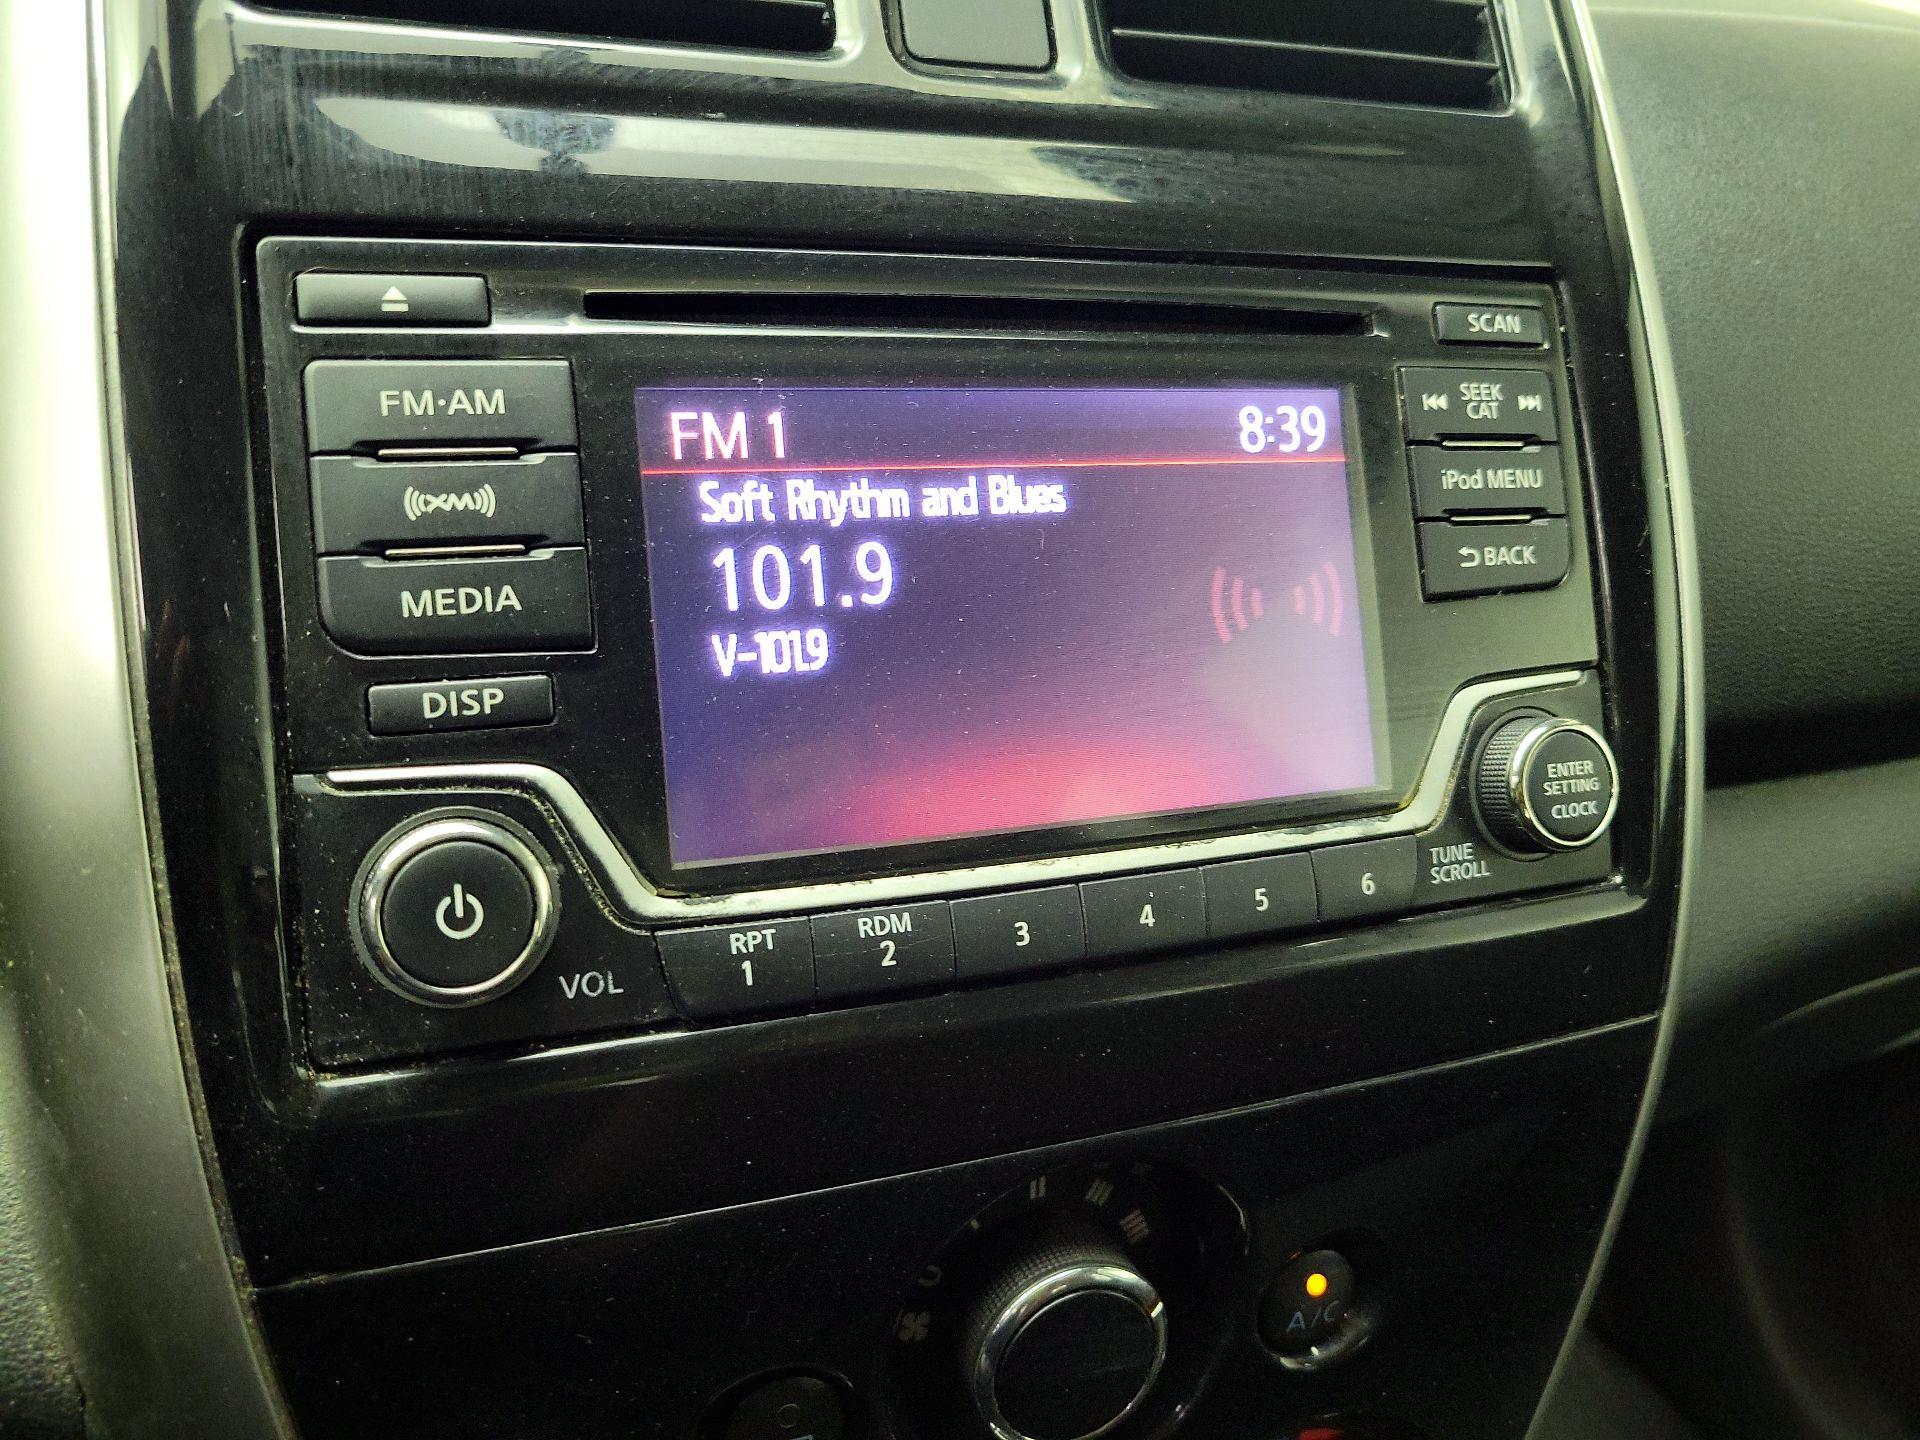 SCAN
FM·AM
SEEK
CAT
XM
iPod MENU
MEDIA
BACK
DISP
FM 1
8:39
Soft Rhythm and Blues
101.9
V-101.9
ENTER
SETTING
CLOCK
TUNE
SCROLL
VOL
RPT
1
RDM
2
3
4
5
6
0
A/C